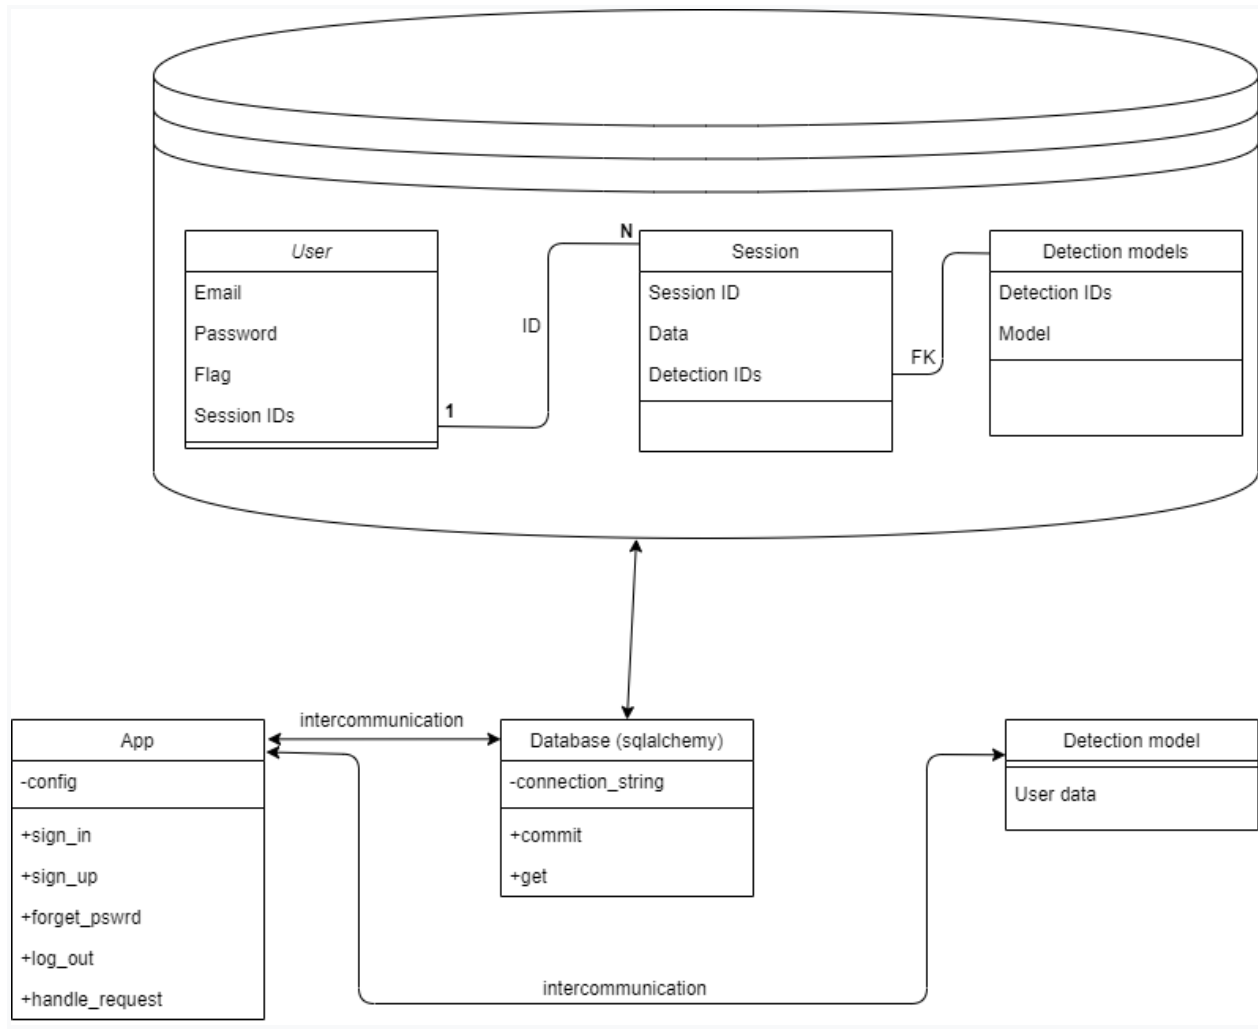 User
Email
Password
Flag
Session IDs
1
ID
N
Session
Session ID
Data
Detection IDs
FK
Detection models
Detection IDs
Model
App
-config
+sign_in
+sign_up
+forget_pswrd
+log_out
+handle_request
intercommunication
Database (sqlalchemy)
-connection_string
+commit
+get
intercommunication
Detection model
User data